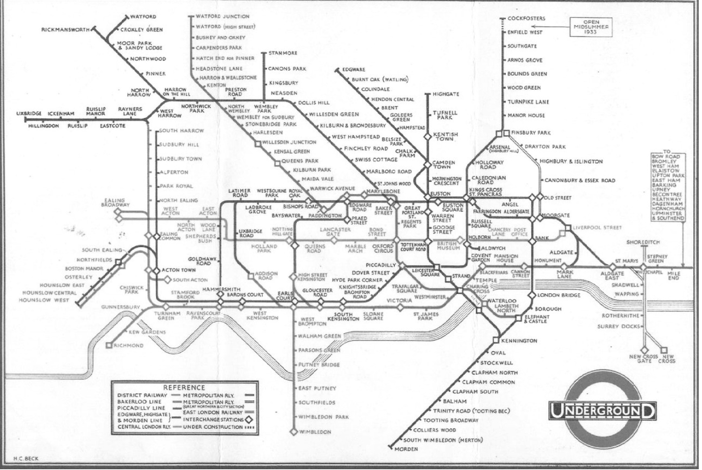 WATFORD
CROXLEY GREEN
RICKMANSWORTH
MOOR PARK
& SANDY LODGE
NORTHWOOD
PINNER
NORTH
HARROW
HARROW
ON THE HILL
WATFORD JUNCTION
WATFORD (HIGH STREET)
BUSHEY AND OXHEY
CARPENDERS PARK
HATCH END FOR PINNER
HEADSTONE LANE
HARROW & WEALDSTONE
KENTON
NORTHWICK
PARK
PRESTON
ROAD
STANMORE
CANONS PARK
KINGSBURY
NEASDEN
NORTH
WEMBLEY
WEMBLEY
PARK
DOLLIS HILL
WEMBLEY FOR SUDBURY
STONEBRIDGE PARK
HARLESDEN
WILLESDEN JUNCTION
KENSAL GREEN
QUEENS PARK
KILBURN PARK
MAIDA VALE
WARWICK AVENUE
WILLESDEN GREEN
KILBURN & BRONDESBURY
WEST HAMPSTEAD
FINCHLEY ROAD
SWISS COTTAGE
MARLBORO ROAD
ST JOHNS WOOD
MARYLEBONE
EDGWARE
BURNT OAK (WATLING)
COLINDALE
HENDON CENTRAL
BRENT
GOLDERS
GREEN
HAMPSTEAD
BELSIZE
PARK
CHALK
FARM
HIGHGATE
TUFNELL
PARK
KENTISH
TOWN
CAMDEN
TOWN
MORNINGTON
CRESCENT
EUSTON
COCKFOSTERS
OPEN
MIDSUMMER
1933
ENFIELD WEST
SOUTHGATE
ARNOS GROVE
BOUNDS GREEN
WOOD GREEN
TURNPIKE LANE
MANOR HOUSE
FINSBURY PARK
DRAYTON PARK
ARSENAL
HOLLOWAY
ROAD
CALEDONIAN
ROAD
KINGS CROSS
ST PANCRAS
HIGHBURY & ISLINGTON
CANONBURY & ESSEX ROAD
OLD STREET
ANGEL
MOORGATE
TO
BOW ROAD
BROMLEY
WEST HAM
PLAISTOW
UPTON PARK
EAST HAM
BARKING
UPNEY
BECONTREE
HEATHWAY
DAGENHAM
HORNCHURCH
UPMINSTER
& SOUTHEND
UXBRIDGE
HILLINGDON
ICKENHAM
RUISLIP
RUISLIP
MANOR
EASTCOTE
RAYNERS
LANE
WEST
HARROW
SOUTH HARROW
SUDBURY HILL
SUDBURY TOWN
ALPERTON
PARK ROYAL
NORTH EALING
EALING
BROADWAY
WEST
ACTON
NORTH
ACTON
EAST
ACTON
WOOD
LANE
SHEPHERDS
BUSH
LATIMER
ROAD
LADBROKE
GROVE
WESTBOURNE PARK
ROYAL OAK
BISHOPS ROAD
BAYSWATER
PADDINGTON
PRAED
STREET
EDGWARE
ROAD
BAKER
STREET
GREAT
PORTLAND ST
REGENTS
PARK
EUSTON
SQUARE
WARREN
STREET
GOODGE
STREET
RUSSELL
SQUARE
FARRINGDON
ALDERSGATE
CHANCERY
LANE
POST
OFFICE
BANK
LIVERPOOL STREET
SHOREDITCH
UXBRIDGE
ROAD
HOLLAND
PARK
NOTTING
HILL GATE
QUEENS
ROAD
LANCASTER
GATE
MARBLE
ARCH
BOND
STREET
OXFORD
CIRCUS
TOTTENHAM
COURT ROAD
BRITISH
MUSEUM
HOLBORN
ALDWYCH
COVENT
GARDEN
MANSION
HOUSE
MONUMENT
ALDGATE
MARK
LANE
ALDGATE
EAST
ST MARYS
STEPNEY
GREEN
WHITECHAPEL
MILE
END
SOUTH EALING
NORTHFIELDS
BOSTON MANOR
OSTERLEY
HOUNSLOW EAST
HOUNSLOW CENTRAL
HOUNSLOW WEST
EALING
COMMON
ACTON TOWN
SOUTH ACTON
CHISWICK
PARK
GUNNERSBURY
KEW GARDENS
RICHMOND
TURNHAM
GREEN
STAMFORD
BROOK
RAVENSCOURT
PARK
GOLDHAWK
ROAD
HAMMERSMITH
BARONS COURT
WEST
KENSINGTON
ADDISON
ROAD
EARLS
COURT
HIGH STREET
KENSINGTON
GLOUCESTER
ROAD
SOUTH
KENSINGTON
KNIGHTSBRIDGE
BROMPTON
ROAD
HYDE PARK CORNER
DOVER STREET
PICCADILLY
LEICESTER
SQUARE
TRAFALGAR
SQUARE
STRAND
SLOANE
SQUARE
VICTORIA
ST JAMES
PARK
WESTMINSTER
CHARING
CROSS
TEMPLE
BLACKFRIARS
CANNON
STREET
WATERLOO
LAMBETH
NORTH
ELEPHANT
& CASTLE
LONDON BRIDGE
BOROUGH
KENNINGTON
SHADWELL
WAPPING
ROTHERHITHE
SURREY DOCKS
NEW CROSS
GATE
NEW
CROSS
WEST
BROMPTON
WALHAM GREEN
PARSONS GREEN
PUTNEY BRIDGE
EAST PUTNEY
SOUTHFIELDS
WIMBLEDON PARK
WIMBLEDON
OVAL
STOCKWELL
CLAPHAM NORTH
CLAPHAM COMMON
CLAPHAM SOUTH
BALHAM
TRINITY ROAD (TOOTING BEC)
TOOTING BROADWAY
COLLIERS WOOD
SOUTH WIMBLEDON (MERTON)
MORDEN
REFERENCE
DISTRICT RAILWAY
BAKERLOO LINE
PICCADILLY LINE
EDGWARE, HIGHGATE
& MORDEN LINE
CENTRAL LONDON RLY.
METROPOLITAN RLY.
METROPOLITAN RLY.
GREAT NORTHERN & CITY SECTION
EAST LONDON RAILWAY
INTERCHANGE STATIONS
UNDER CONSTRUCTION
UNDERGROUND
H.C. BECK